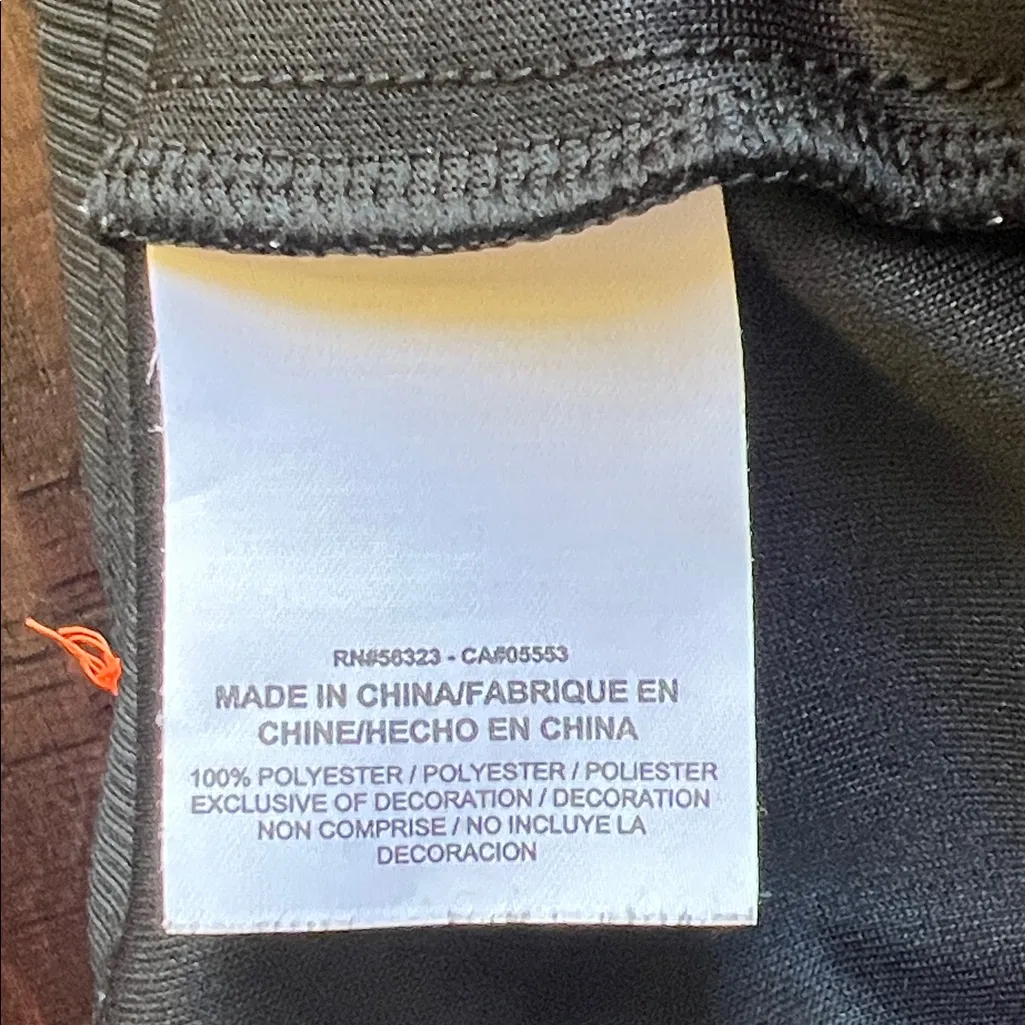 RN#56323 - CA#05553
MADE IN CHINA/FABRIQUE EN
CHINE/HECHO EN CHINA
100% POLYESTER / POLYESTER / POLIESTER
EXCLUSIVE OF DECORATION / DECORATION
NON COMPRISE / NO INCLUYE LA
DECORACION